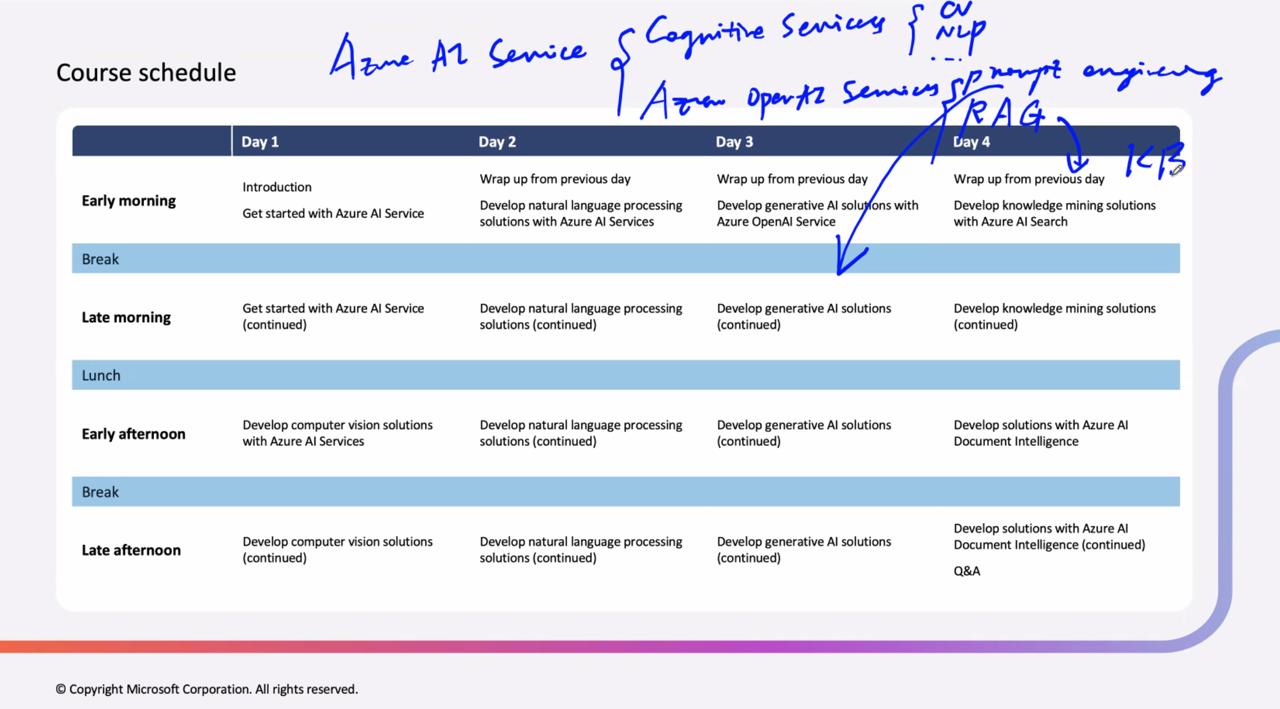 CV
Cognitive Services
NLP
...
Azure AI Service
Prompt engineering
Azure OpenAI Services
RAG
KB
Course schedule
Day 1 Day 2 Day 3 Day 4
Early morning
Introduction
Get started with Azure AI Service
Wrap up from previous day
Develop natural language processing
solutions with Azure AI Services
Wrap up from previous day
Develop generative AI solutions with
Azure OpenAI Service
Wrap up from previous day
Develop knowledge mining solutions
with Azure AI Search
Break
Late morning
Get started with Azure AI Service
(continued)
Develop natural language processing
solutions (continued)
Develop generative AI solutions
(continued)
Develop knowledge mining solutions
(continued)
Lunch
Early afternoon
Develop computer vision solutions
with Azure AI Services
Develop natural language processing
solutions (continued)
Develop generative AI solutions
(continued)
Develop solutions with Azure AI
Document Intelligence
Break
Late afternoon
Develop computer vision solutions
(continued)
Develop natural language processing
solutions (continued)
Develop generative AI solutions
(continued)
Develop solutions with Azure AI
Document Intelligence (continued)
Q&A
© Copyright Microsoft Corporation. All rights reserved.